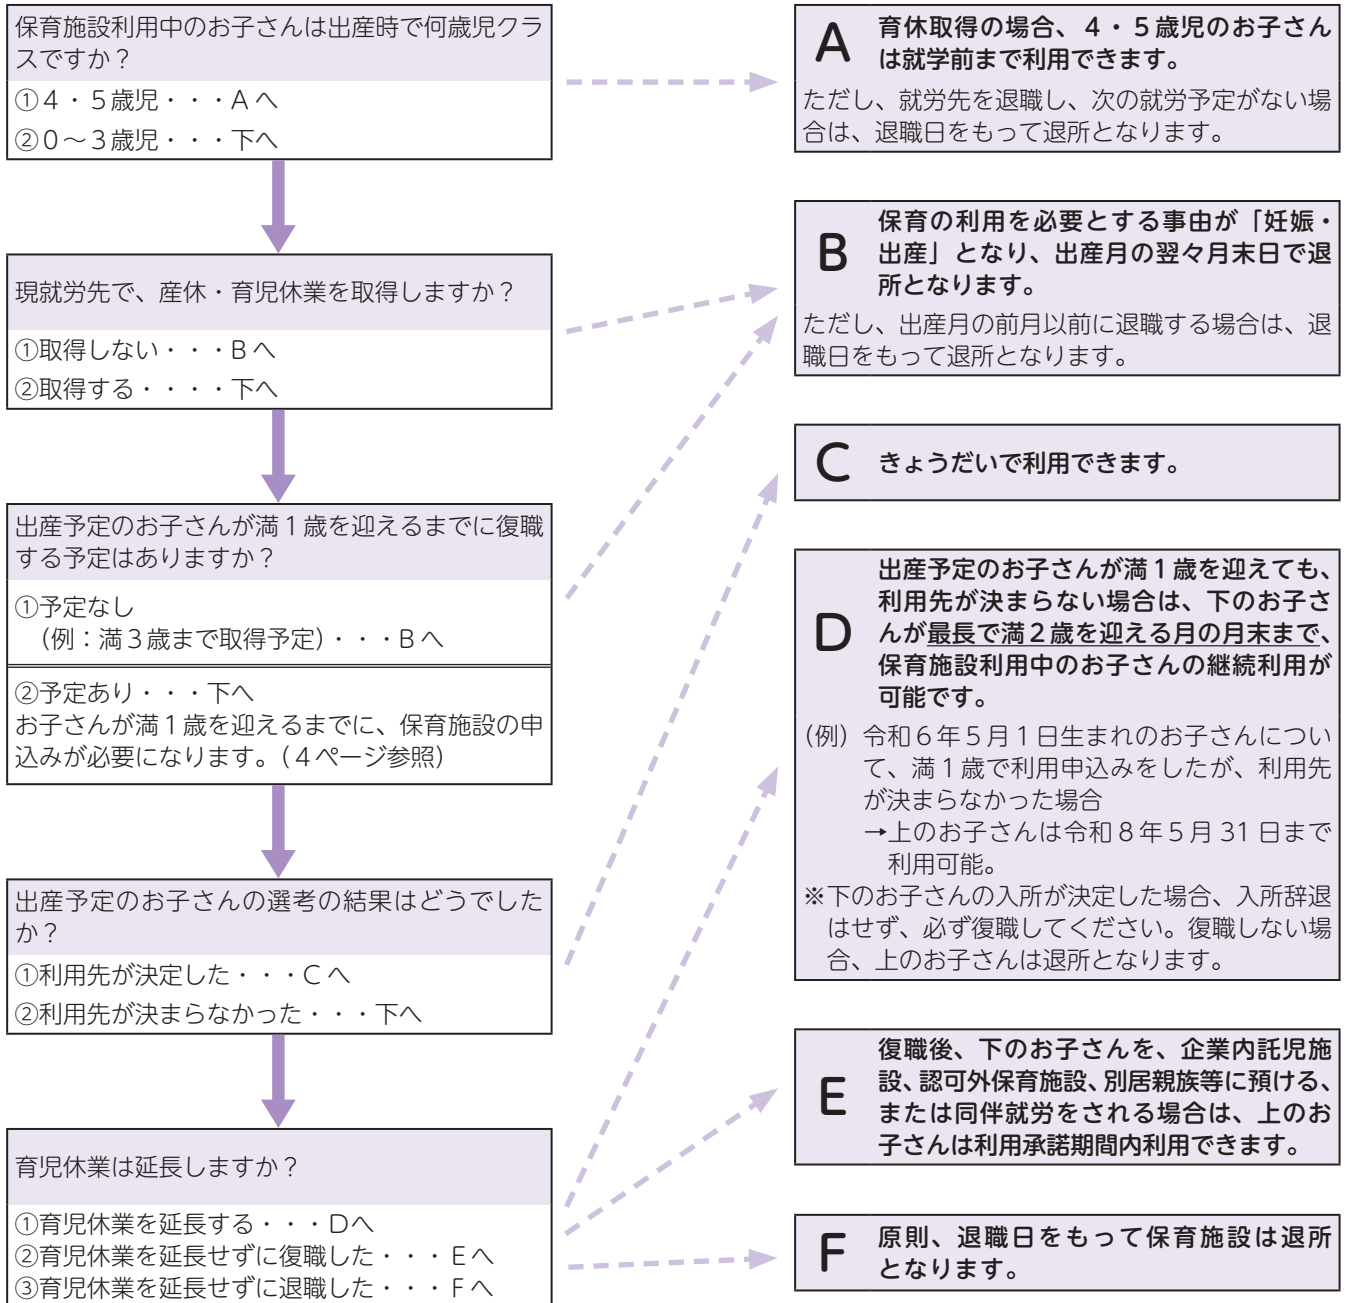 保育施設利用中のお子さんは出産時で何歳児クラ
スですか？
①４・５歳児・・・Aへ
②０～３歳児・・・下へ
現就労先で、産休・育児休業を取得しますか？
①取得しない・・・Bへ
②取得する・・・・下へ
出産予定のお子さんが満１歳を迎えるまでに復職
する予定はありますか？
①予定なし
（例：満３歳まで取得予定）・・・Bへ
②予定あり・・・下へ
お子さんが満１歳を迎えるまでに、保育施設の申
込みが必要になります。（４ページ参照）
出産予定のお子さんの選考の結果はどうでした
か？
①利用先が決定した・・・Cへ
②利用先が決まらなかった・・・下へ
育児休業は延長しますか？
①育児休業を延長する・・・Dへ
②育児休業を延長せずに復職した・・・Eへ
③育児休業を延長せずに退職した・・・Fへ
A
育休取得の場合、４・５歳児のお子さん
は就学前まで利用できます。
ただし、就労先を退職し、次の就労予定がない場
合は、退職日をもって退所となります。
B
保育の利用を必要とする事由が「妊娠・
出産」となり、出産月の翌々月末日で退
所となります。
ただし、出産月の前月以前に退職する場合は、退
職日をもって退所となります。
C
きょうだいで利用できます。
D
出産予定のお子さんが満１歳を迎えても、
利用先が決まらない場合は、下のお子さ
んが最長で満２歳を迎える月の月末まで、
保育施設利用中のお子さんの継続利用が
可能です。
（例）令和６年５月１日生まれのお子さんについ
て、満１歳で利用申込みをしたが、利用先
が決まらなかった場合
→上のお子さんは令和８年５月31日まで
利用可能。
※下のお子さんの入所が決定した場合、入所辞退
はせず、必ず復職してください。復職しない場
合、上のお子さんは退所となります。
E
復職後、下のお子さんを、企業内託児施
設、認可外保育施設、別居親族等に預ける、
または同伴就労をされる場合は、上のお
子さんは利用承諾期間内利用できます。
F
原則、退職日をもって保育施設は退所
となります。